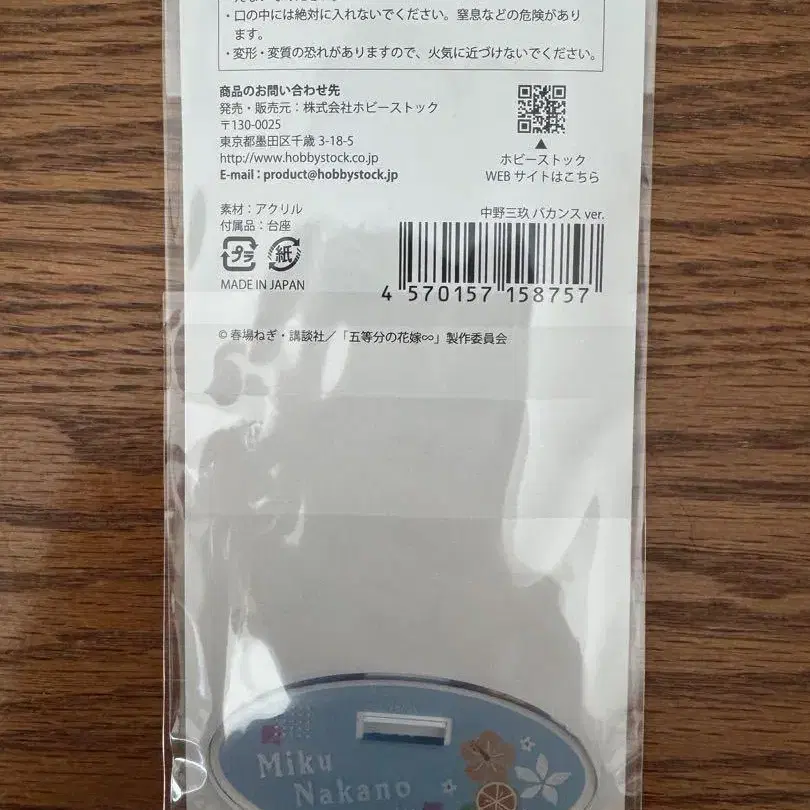 ・口の中には絶対に入れないでください。窒息などの危険があり
ます。
・変形・変質の恐れがありますので、火気に近づけないでください。
商品のお問い合わせ先
発売・販売元：株式会社ホビーストック
〒130-0025
東京都墨田区千歳 3-18-5
http://www.hobbystock.co.jp
E-mail：product@hobbystock.jp
▲
ホビーストック
WEB サイトはこちら
素材：アクリル
付属品：台座
プラ
紙
MADE IN JAPAN
中野三玖 バカンス ver.
4 570157 158757
© 春場ねぎ・講談社／「五等分の花嫁∞」製作委員会
Miku
Nakano